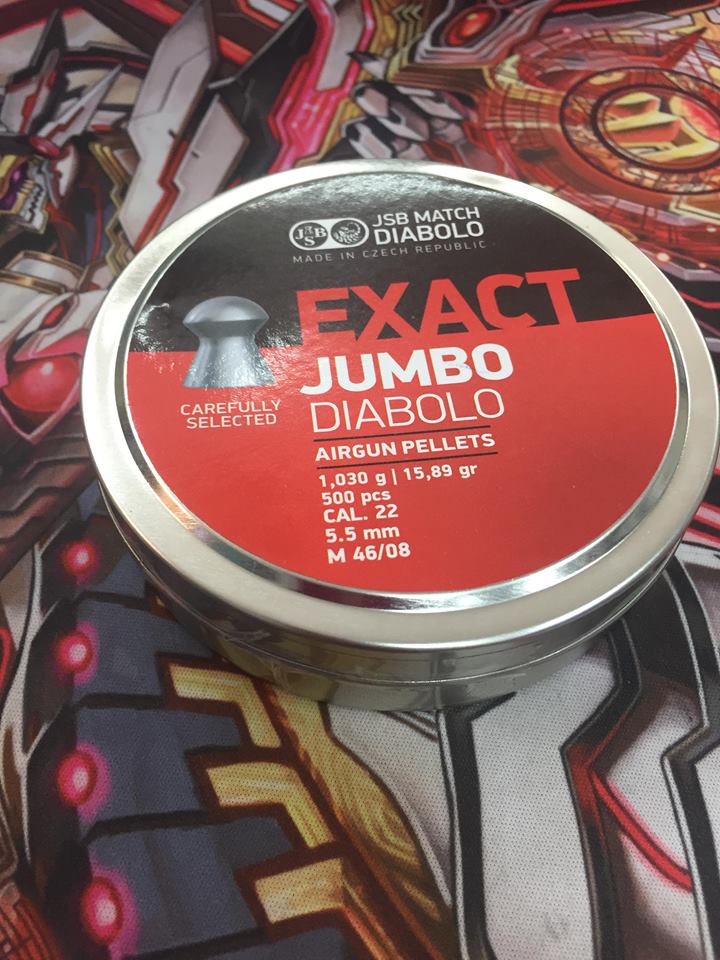 JSB
JSB MATCH
DIABOLO
MADE IN CZECH REPUBLIC
EXACT
JUMBO
DIABOLO
CAREFULLY
SELECTED
AIRGUN PELLETS
1,030 g | 15,89 gr
500 pcs
CAL. 22
5.5 mm
M 46/08